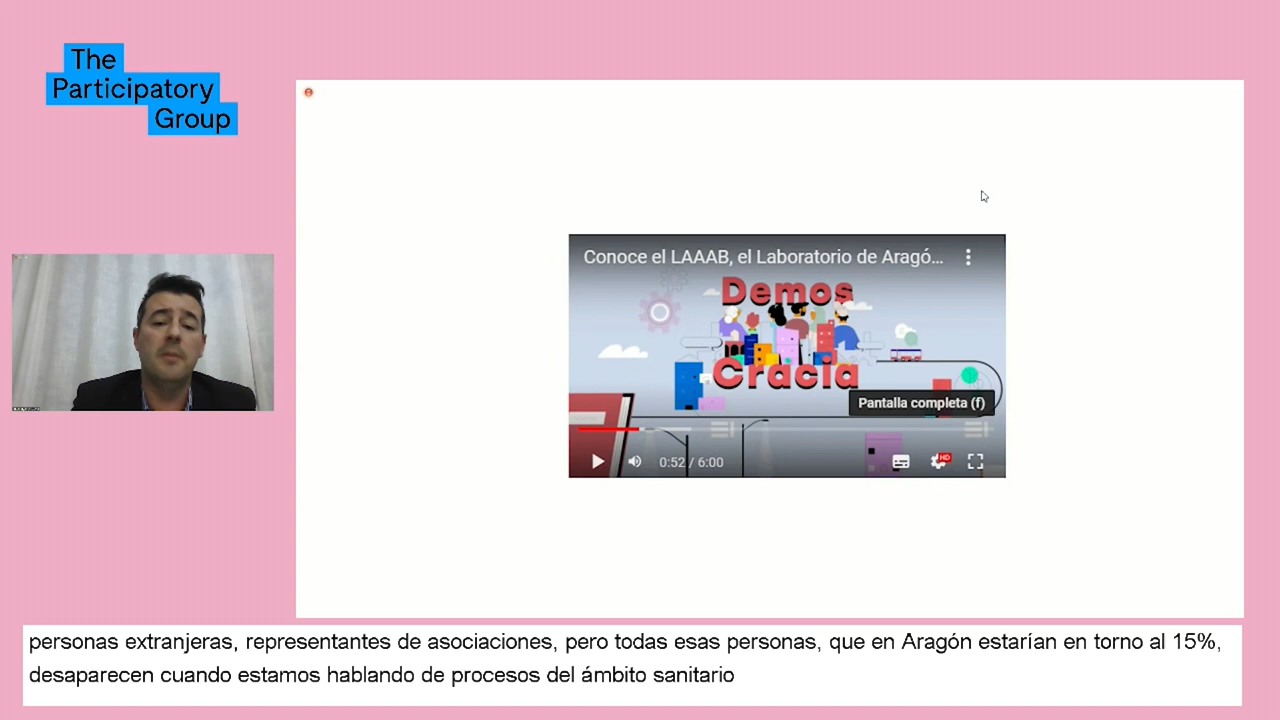 The
Participatory
Group
Conoce el LAAAB, el Laboratorio de Aragó...
Demos
Cracia
Pantalla completa (f)
0:52 / 6:00
HD
personas extranjeras, representantes de asociaciones, pero todas esas personas, que en Aragón estarían en torno al 15%,
desaparecen cuando estamos hablando de procesos del ámbito sanitario